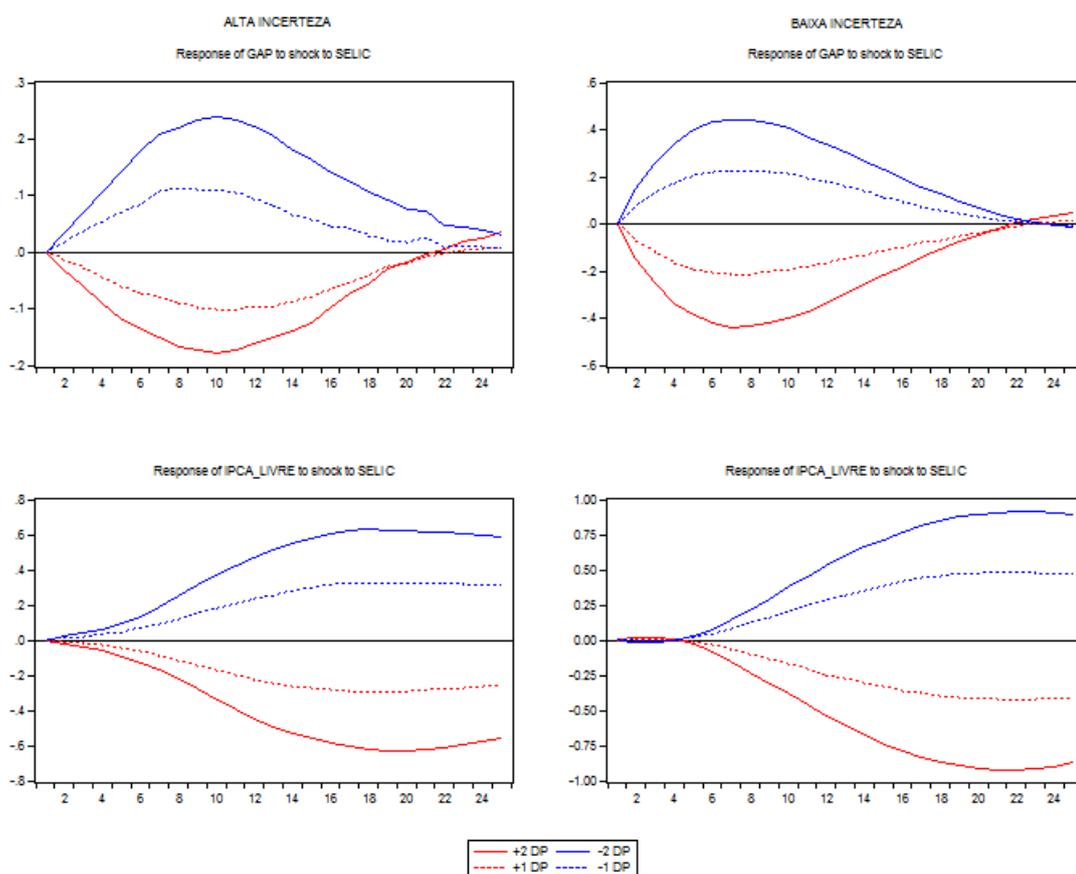 ALTA INCERTEZA
Response of GAP to shock to SELIC
.3
.2
.1
.0
-.1
-.2
2 4 6 8 10 12 14 16 18 20 22 24
BAIXA INCERTEZA
Response of GAP to shock to SELIC
.6
.4
.2
.0
-.2
-.4
-.6
2 4 6 8 10 12 14 16 18 20 22 24
Response of IPCA_LIVRE to shock to SELIC
.8
.6
.4
.2
.0
-.2
-.4
-.6
-.8
2 4 6 8 10 12 14 16 18 20 22 24
Response of IPCA_LIVRE to shock to SELIC
1.00
0.75
0.50
0.25
0.00
-0.25
-0.50
-0.75
-1.00
2 4 6 8 10 12 14 16 18 20 22 24
+2 DP -2 DP
+1 DP -1 DP